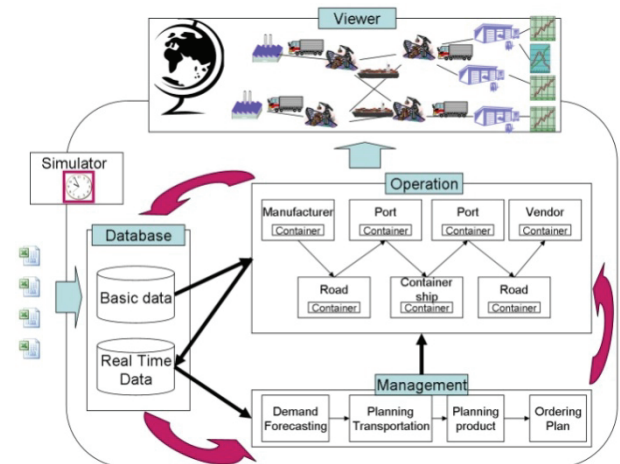 Viewer
Simulator
Operation
Manufacturer
Container
Port
Container
Port
Container
Vendor
Container
Road
Container
Container
ship
Container
Road
Container
Database
Basic data
Real Time
Data
Management
Demand
Forecasting
Planning
Transportation
Planning
product
Ordering
Plan